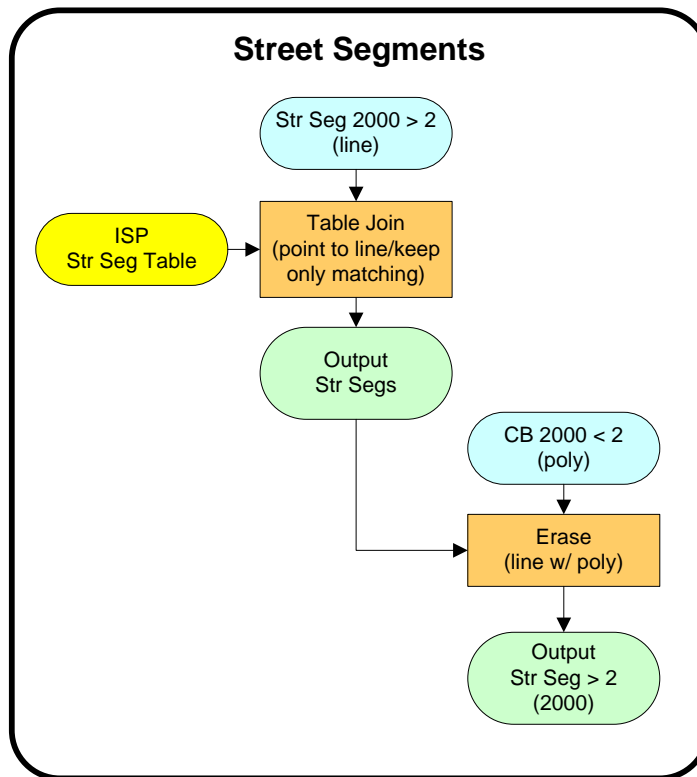 Street Segments
Str Seg 2000 > 2
(line)
ISP
Str Seg Table
Table Join
(point to line/keep
only matching)
Output
Str Segs
CB 2000 < 2
(poly)
Erase
(line w/ poly)
Output
Str Seg > 2
(2000)